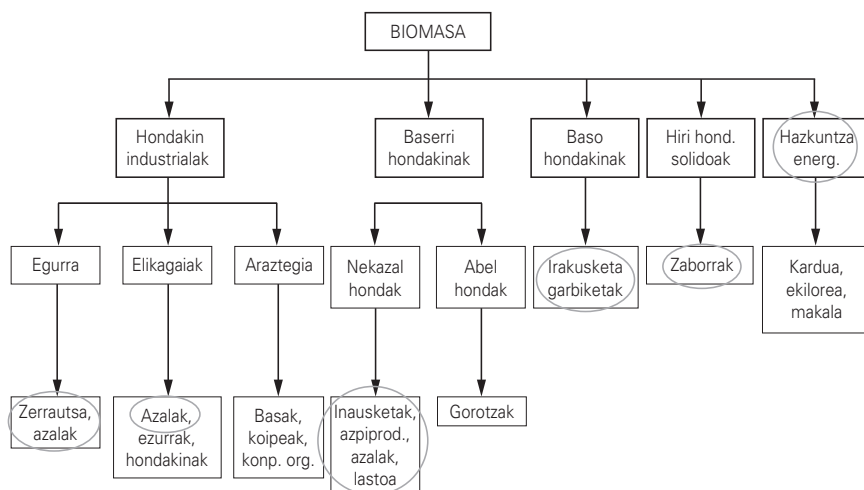 BIOMASA
Hondakin
industrialak
Baserri
hondakinak
Baso
hondakinak
Hiri hond.
solidoak
Hazkuntza
energ.
Egurra
Elikagaiak
Araztegia
Nekazal
hondak
Abel
hondak
Irakusketa
garbiketak
Zaborrak
Kardua,
ekilorea,
makala
Zerrautsa,
azalak
Azalak,
ezurrak,
hondakinak
Basak,
koipeak,
konp. org.
Inausketak,
azpiprod.,
azalak,
lastoa
Gorotzak